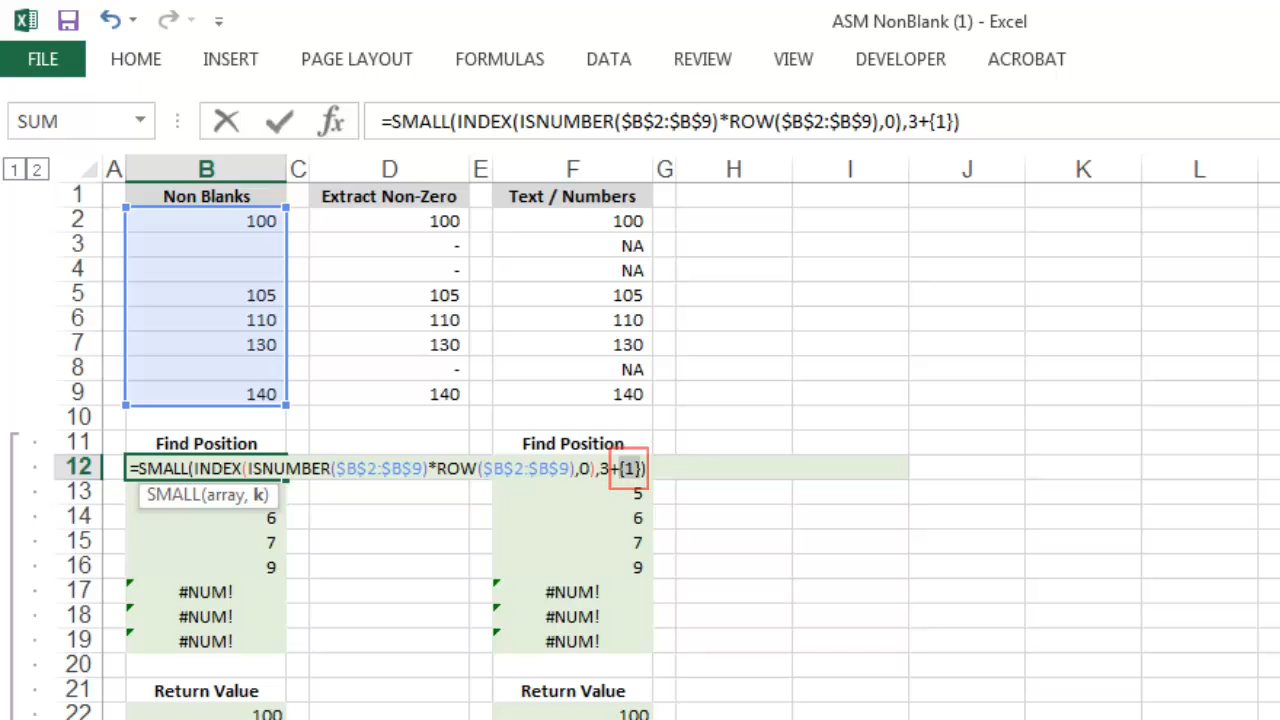 ASM NonBlank (1) - Excel
FILE HOME INSERT PAGE LAYOUT FORMULAS DATA REVIEW VIEW DEVELOPER ACROBAT
SUM fx =SMALL(INDEX(ISNUMBER($B$2:$B$9)*ROW($B$2:$B$9),0),3+{1})
1 2 A B C D E F G H I J K L
1 Non Blanks Extract Non-Zero Text / Numbers
2 100 100 100
3 - NA
4 - NA
5 105 105 105
6 110 110 110
7 130 130 130
8 - NA
9 140 140 140
10
11 Find Position Find Position
12 =SMALL(INDEX(ISNUMBER($B$2:$B$9)*ROW($B$2:$B$9),0),3+{1})
13 SMALL(array, k) 5
14 6 6
15 7 7
16 9 9
17 #NUM! #NUM!
18 #NUM! #NUM!
19 #NUM! #NUM!
20
21 Return Value Return Value
22 100 100